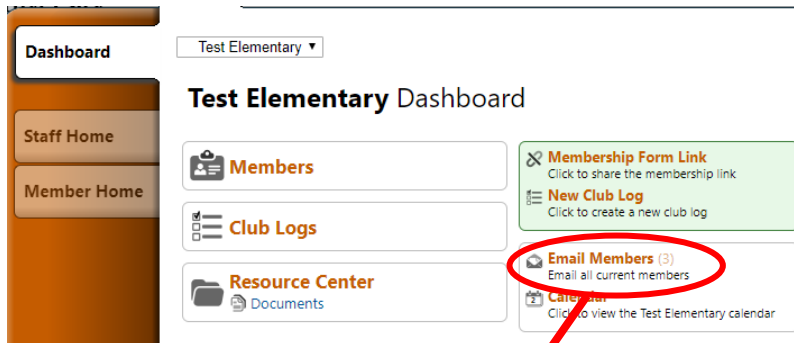 Dashboard
Test Elementary ▼
Test Elementary Dashboard
Staff Home
Member Home
Members
Club Logs
Resource Center
Documents
Membership Form Link
Click to share the membership link
New Club Log
Click to create a new club log
Email Members (3)
Email all current members
2
Calendar
Click to view the Test Elementary calendar